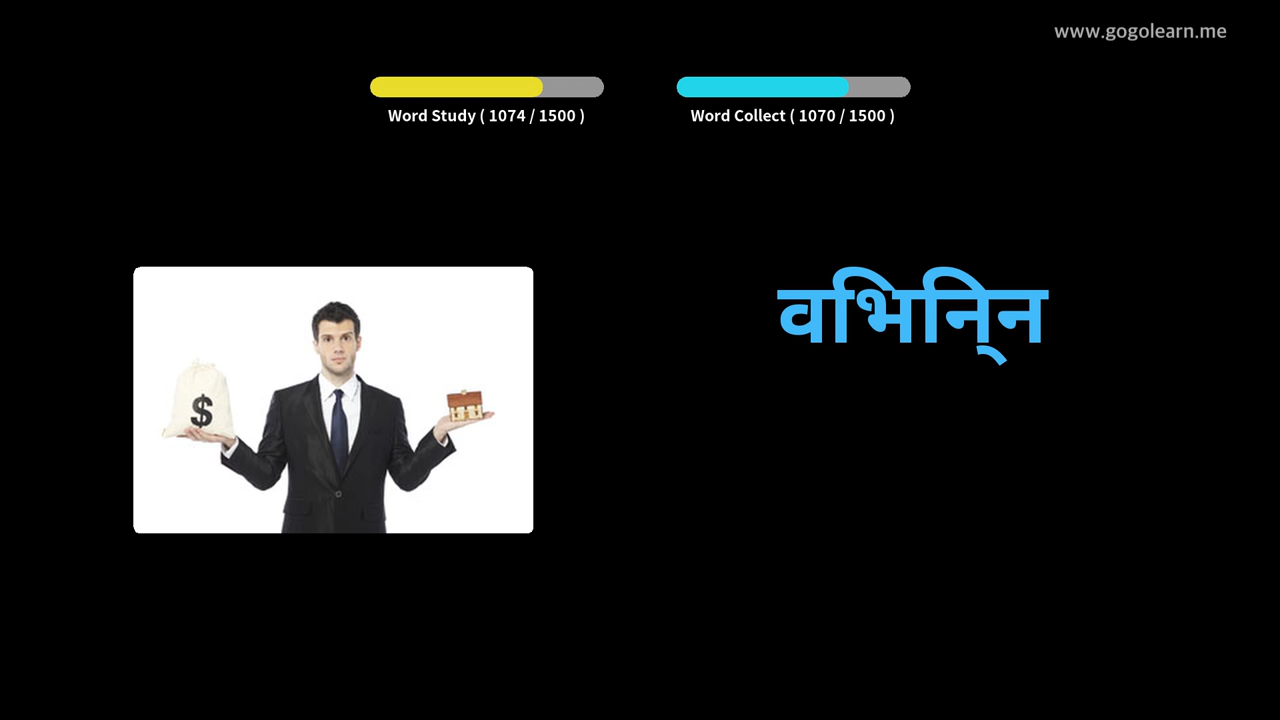 www.gogolearn.me
Word Study ( 1074 / 1500 )
Word Collect ( 1070 / 1500 )
वभिनि्न
$